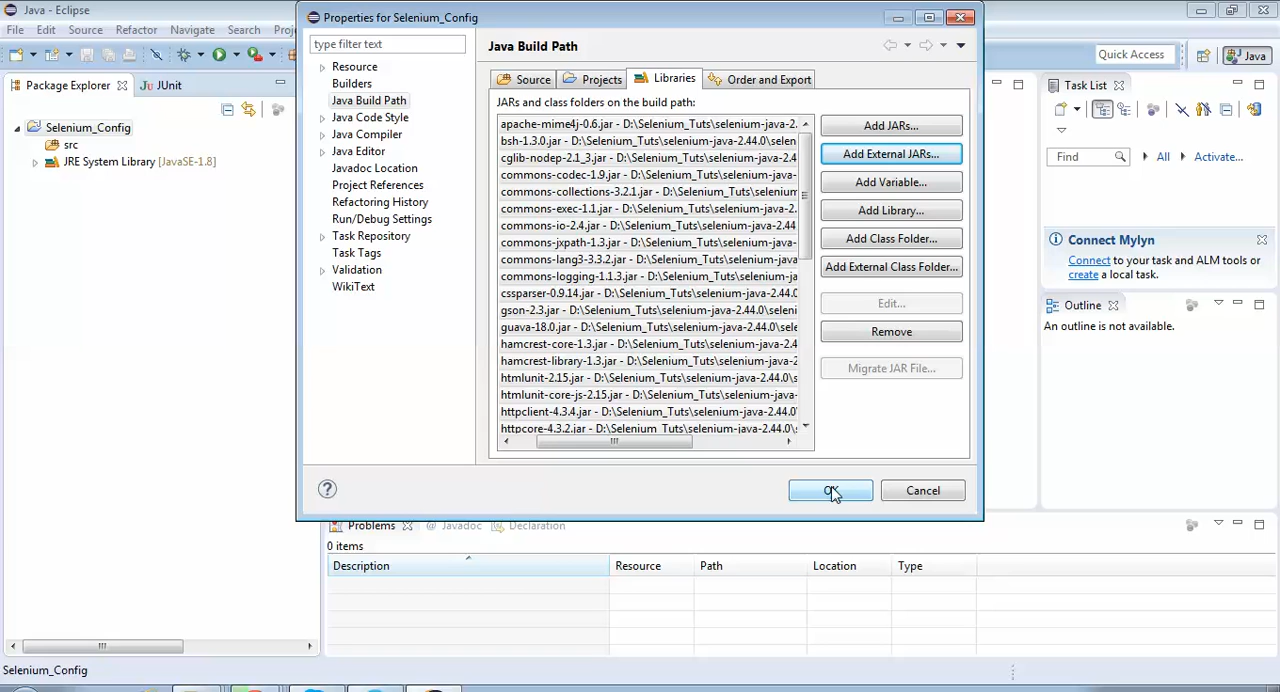 Java - Eclipse
File Edit Source Refactor Navigate Search
Package Explorer JUnit
Selenium_Config
src
JRE System Library [JavaSE-1.8]
Properties for Selenium_Config
type filter text
Resource
Builders
Java Build Path
Java Code Style
Java Compiler
Java Editor
Javadoc Location
Project References
Refactoring History
Run/Debug Settings
Task Repository
Task Tags
Validation
WikiText
Java Build Path
Source Projects Libraries Order and Export
JARs and class folders on the build path:
apache-mime4j-0.6.jar - D:\Selenium_Tuts\selenium-java-2.
bsh-1.3.0.jar - D:\Selenium_Tuts\selenium-java-2.44.0\selen
cglib-nodep-2.1_3.jar - D:\Selenium_Tuts\selenium-java-2.4
commons-codec-1.9.jar - D:\Selenium_Tuts\selenium-java-2
commons-collections-3.2.1.jar - D:\Selenium_Tuts\selenium
commons-exec-1.1.jar - D:\Selenium_Tuts\selenium-java-2.
commons-io-2.4.jar - D:\Selenium_Tuts\selenium-java-2.44
commons-jxpath-1.3.jar - D:\Selenium_Tuts\selenium-java-2
commons-lang3-3.3.2.jar - D:\Selenium_Tuts\selenium-java-
commons-logging-1.1.3.jar - D:\Selenium_Tuts\selenium-ja
cssparser-0.9.14.jar - D:\Selenium_Tuts\selenium-java-2.44.0
gson-2.3.jar - D:\Selenium_Tuts\selenium-java-2.44.0\seleni
guava-18.0.jar - D:\Selenium_Tuts\selenium-java-2.44.0\sele
hamcrest-core-1.3.jar - D:\Selenium_Tuts\selenium-java-2.4
hamcrest-library-1.3.jar - D:\Selenium_Tuts\selenium-java-2
htmlunit-2.15.jar - D:\Selenium_Tuts\selenium-java-2.44.0\s
htmlunit-core-js-2.15.jar - D:\Selenium_Tuts\selenium-java-
httpclient-4.3.4.jar - D:\Selenium_Tuts\selenium-java-2.44.0
httpcore-4.3.2.jar - D:\Selenium_Tuts\selenium-java-2.44.0\
Add JARs...
Add External JARs...
Add Variable...
Add Library...
Add Class Folder...
Add External Class Folder...
Edit...
Remove
Migrate JAR File...
OK Cancel
Quick Access Java
Task List
Find All Activate...
Connect Mylyn
Connect to your task and ALM tools or
create a local task.
Outline
An outline is not available.
Problems @ Javadoc Declaration
0 items
Description Resource Path Location Type
Selenium_Config